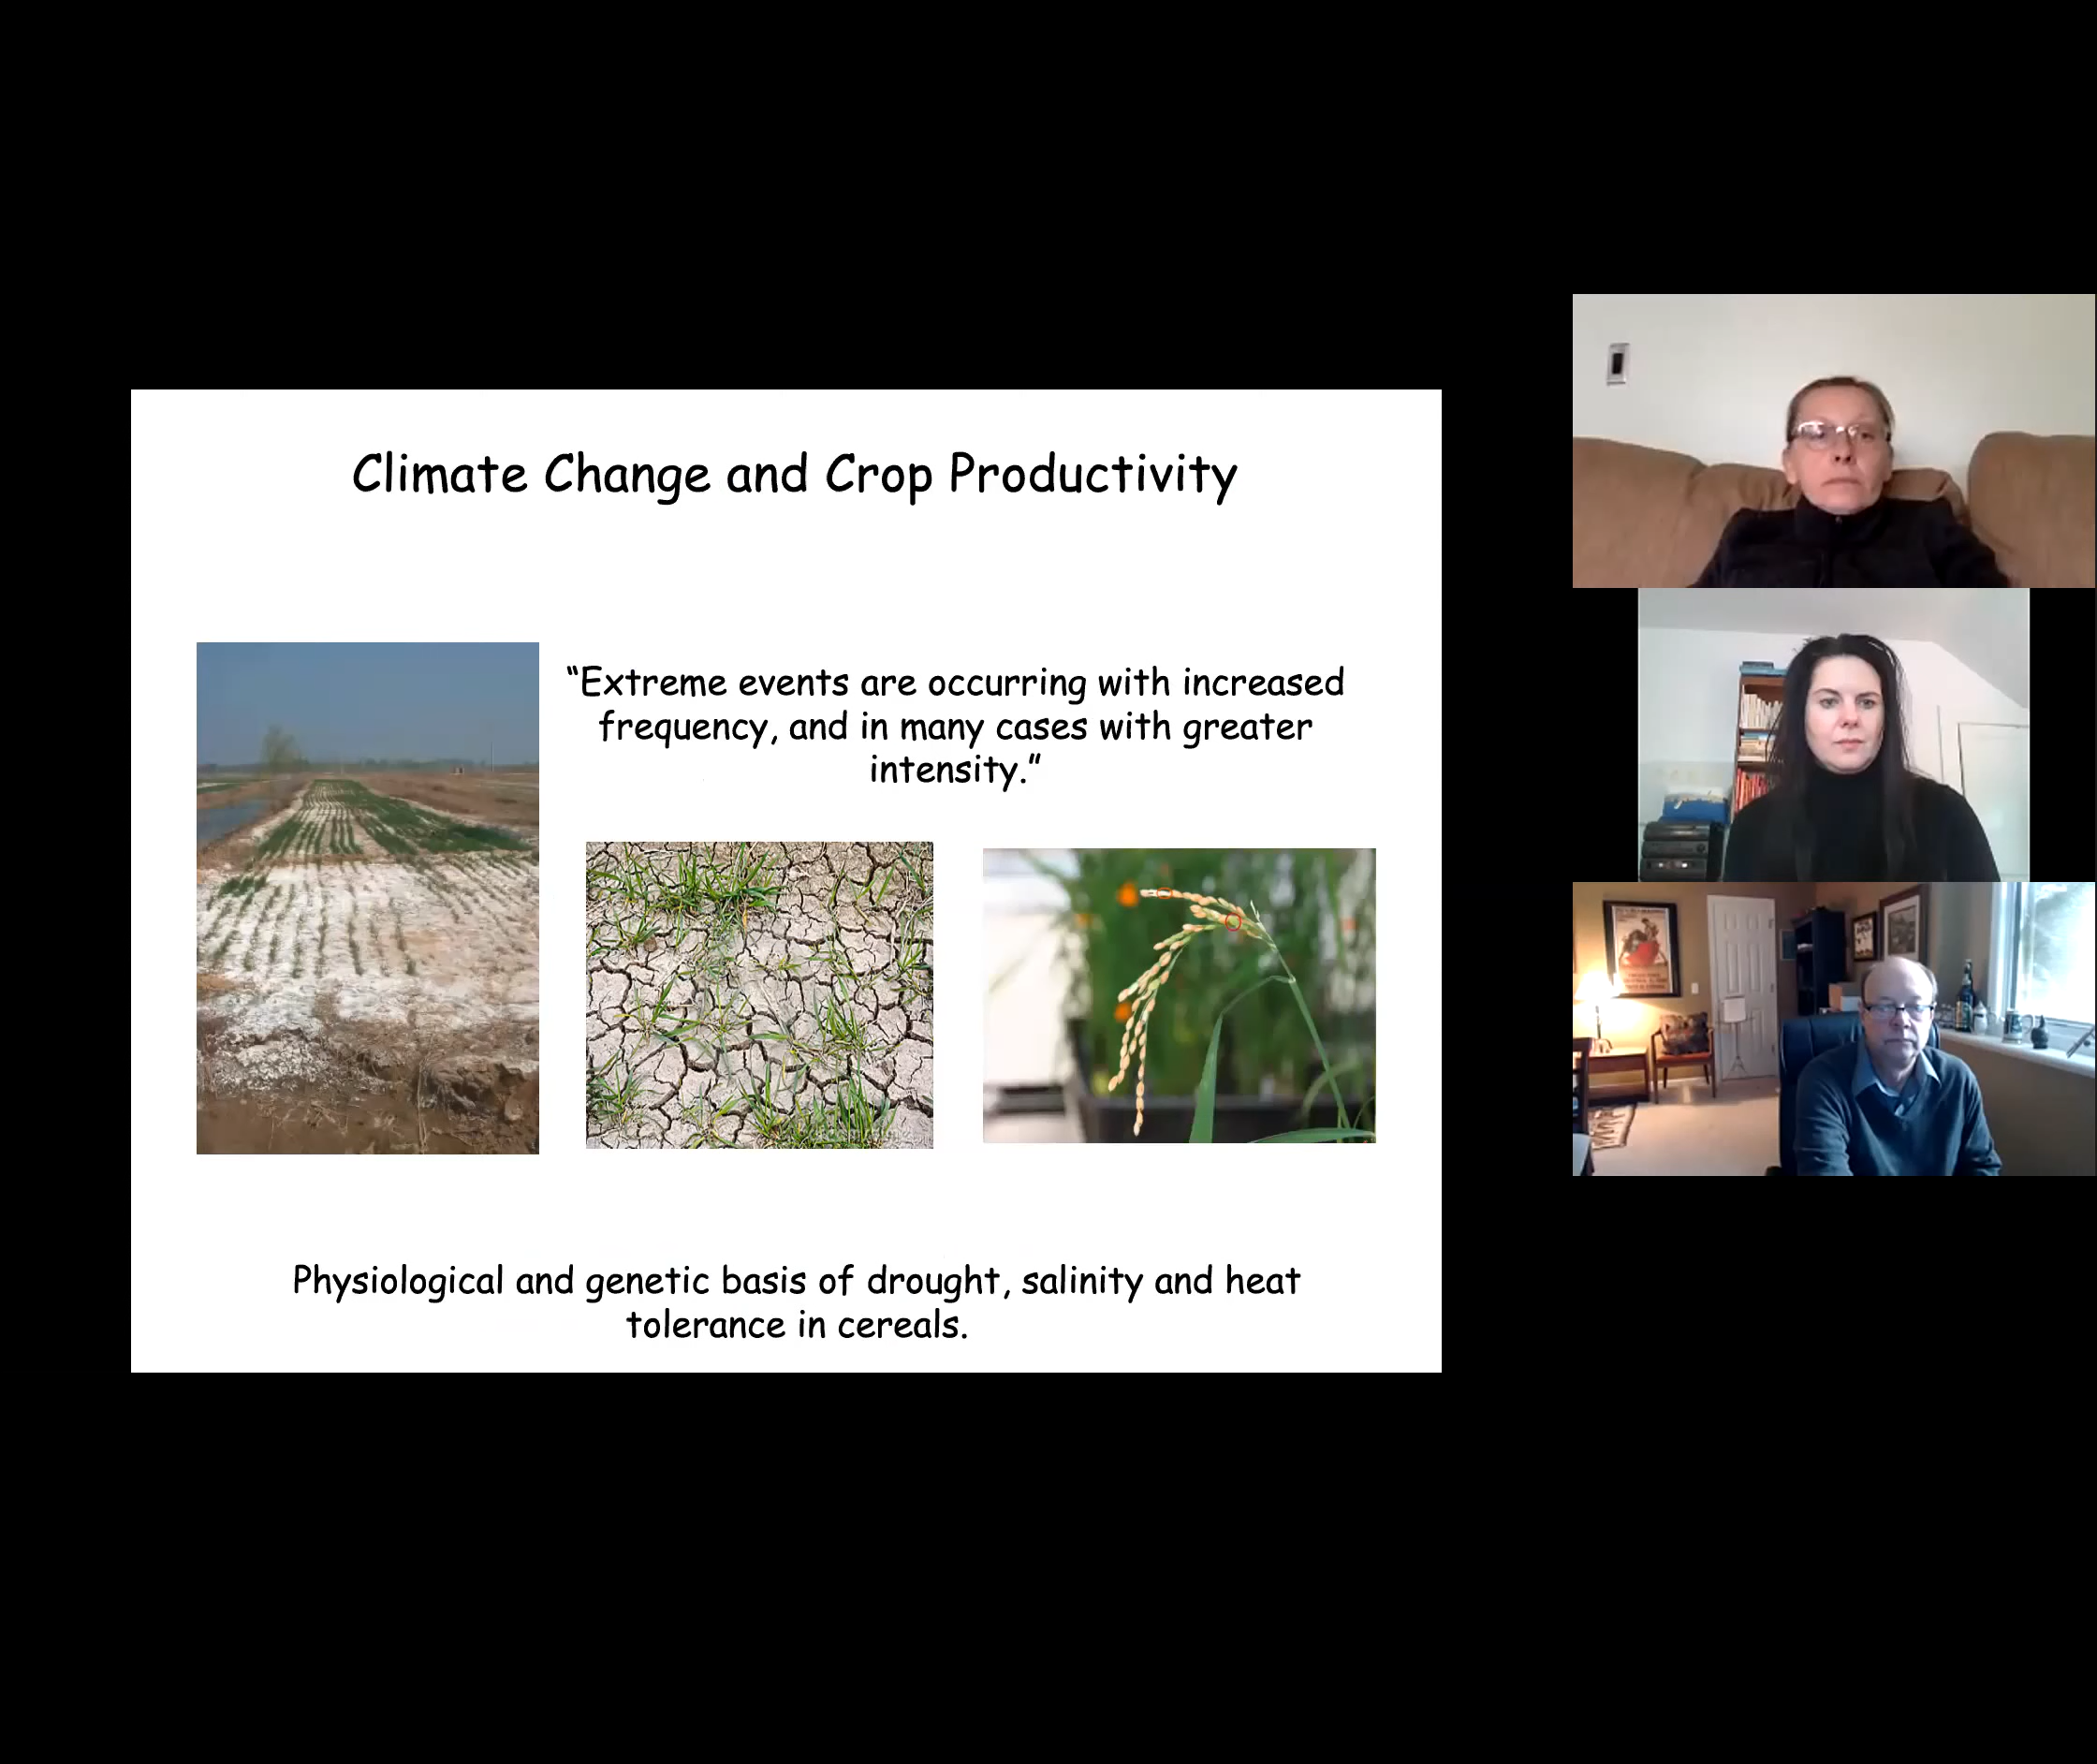 Climate Change and Crop Productivity
“Extreme events are occurring with increased
frequency, and in many cases with greater
intensity.”
Physiological and genetic basis of drought, salinity and heat
tolerance in cereals.